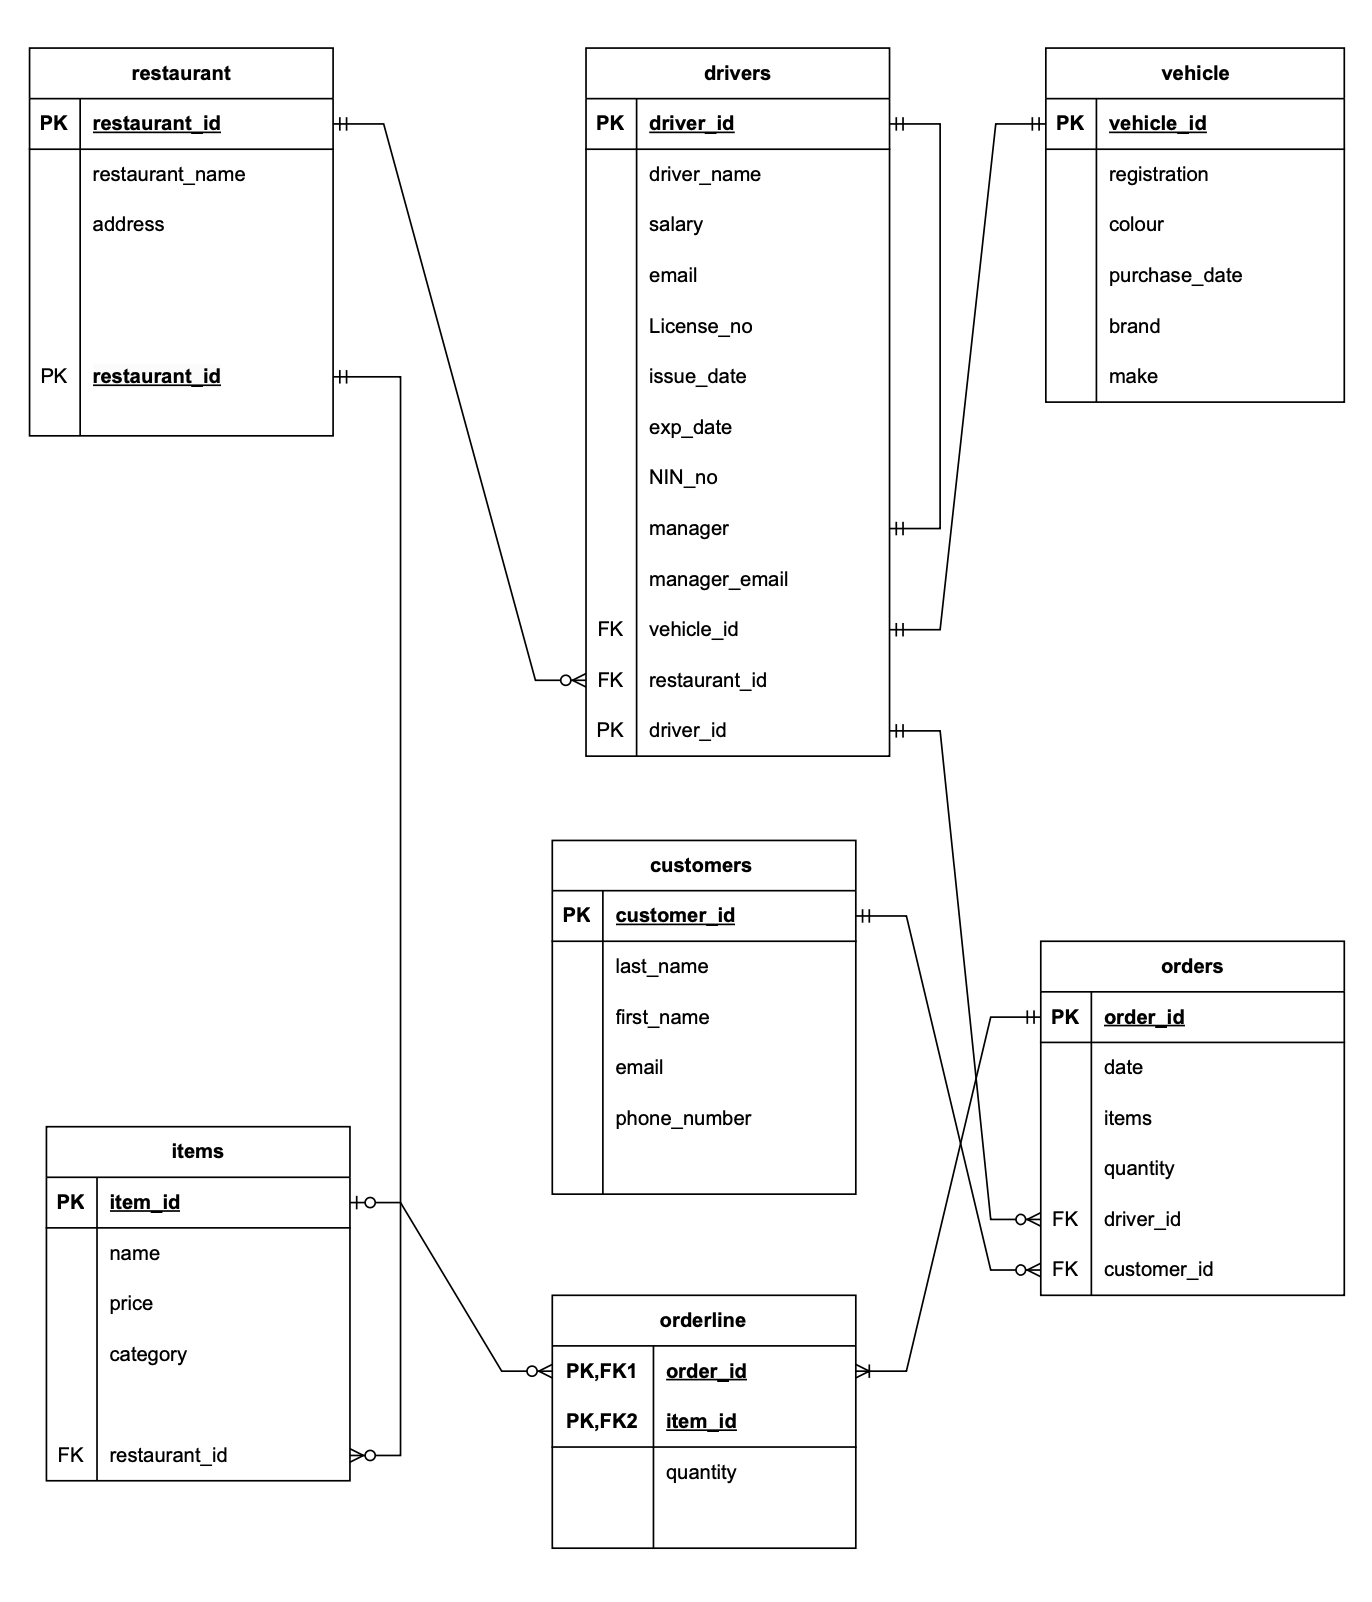 restaurant
PK restaurant_id
restaurant_name
address
PK restaurant_id
drivers
PK driver_id
driver_name
salary
email
License_no
issue_date
exp_date
NIN_no
manager
manager_email
FK vehicle_id
FK restaurant_id
PK driver_id
vehicle
PK vehicle_id
registration
colour
purchase_date
brand
make
customers
PK customer_id
last_name
first_name
email
phone_number
orders
PK order_id
date
items
quantity
FK driver_id
FK customer_id
items
PK item_id
name
price
category
FK restaurant_id
orderline
PK,FK1 order_id
PK,FK2 item_id
quantity